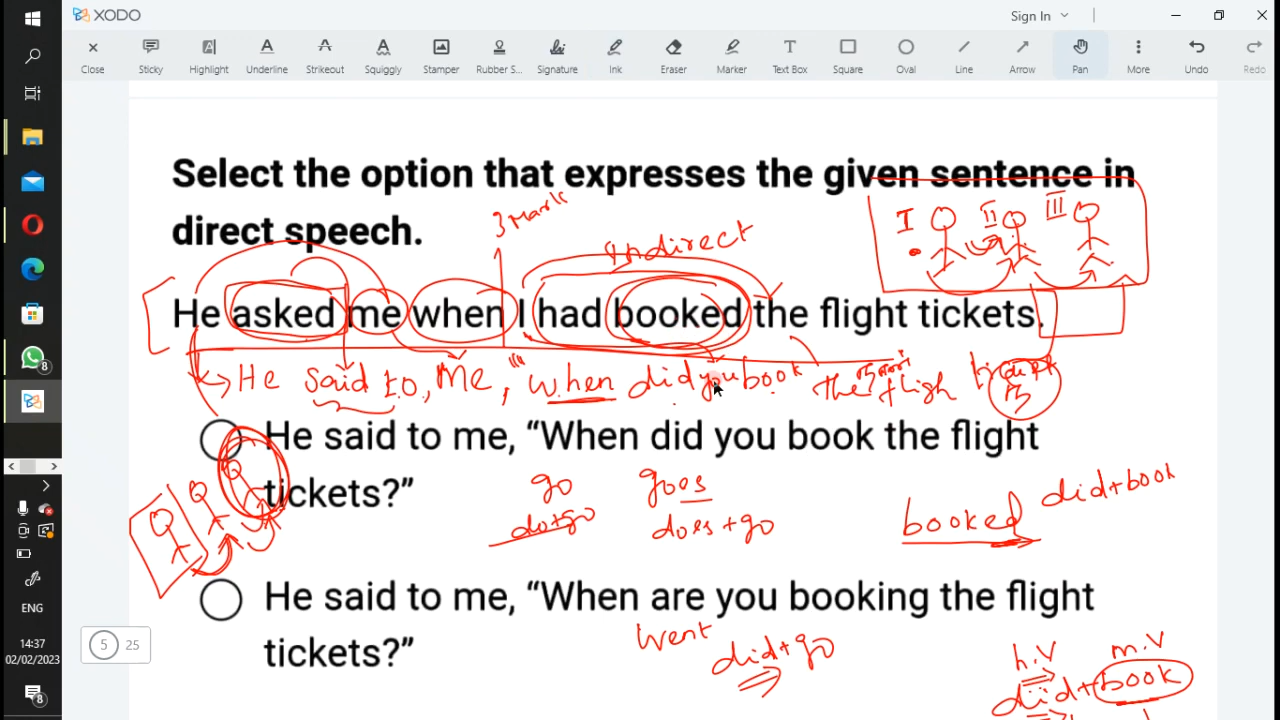 XODO
Sign In
Close Sticky Highlight Underline Strikeout Squiggly Stamper Rubber S... Signature Ink Eraser Marker Text Box Square Oval Line Arrow Pan More Undo Redo
Select the option that expresses the given sentence in
direct speech.
I II III
3 Mark
Indirect
He asked me when I had booked the flight tickets.
He said to, Me, "when did you book the fligh
He said to me, “When did you book the flight
tickets?”
go goes booked did+book
do+go does+go
He said to me, “When are you booking the flight
tickets?”
went did+go
h.v m.v
did+book
5 25
8
ENG
14:37
02/02/2023
8